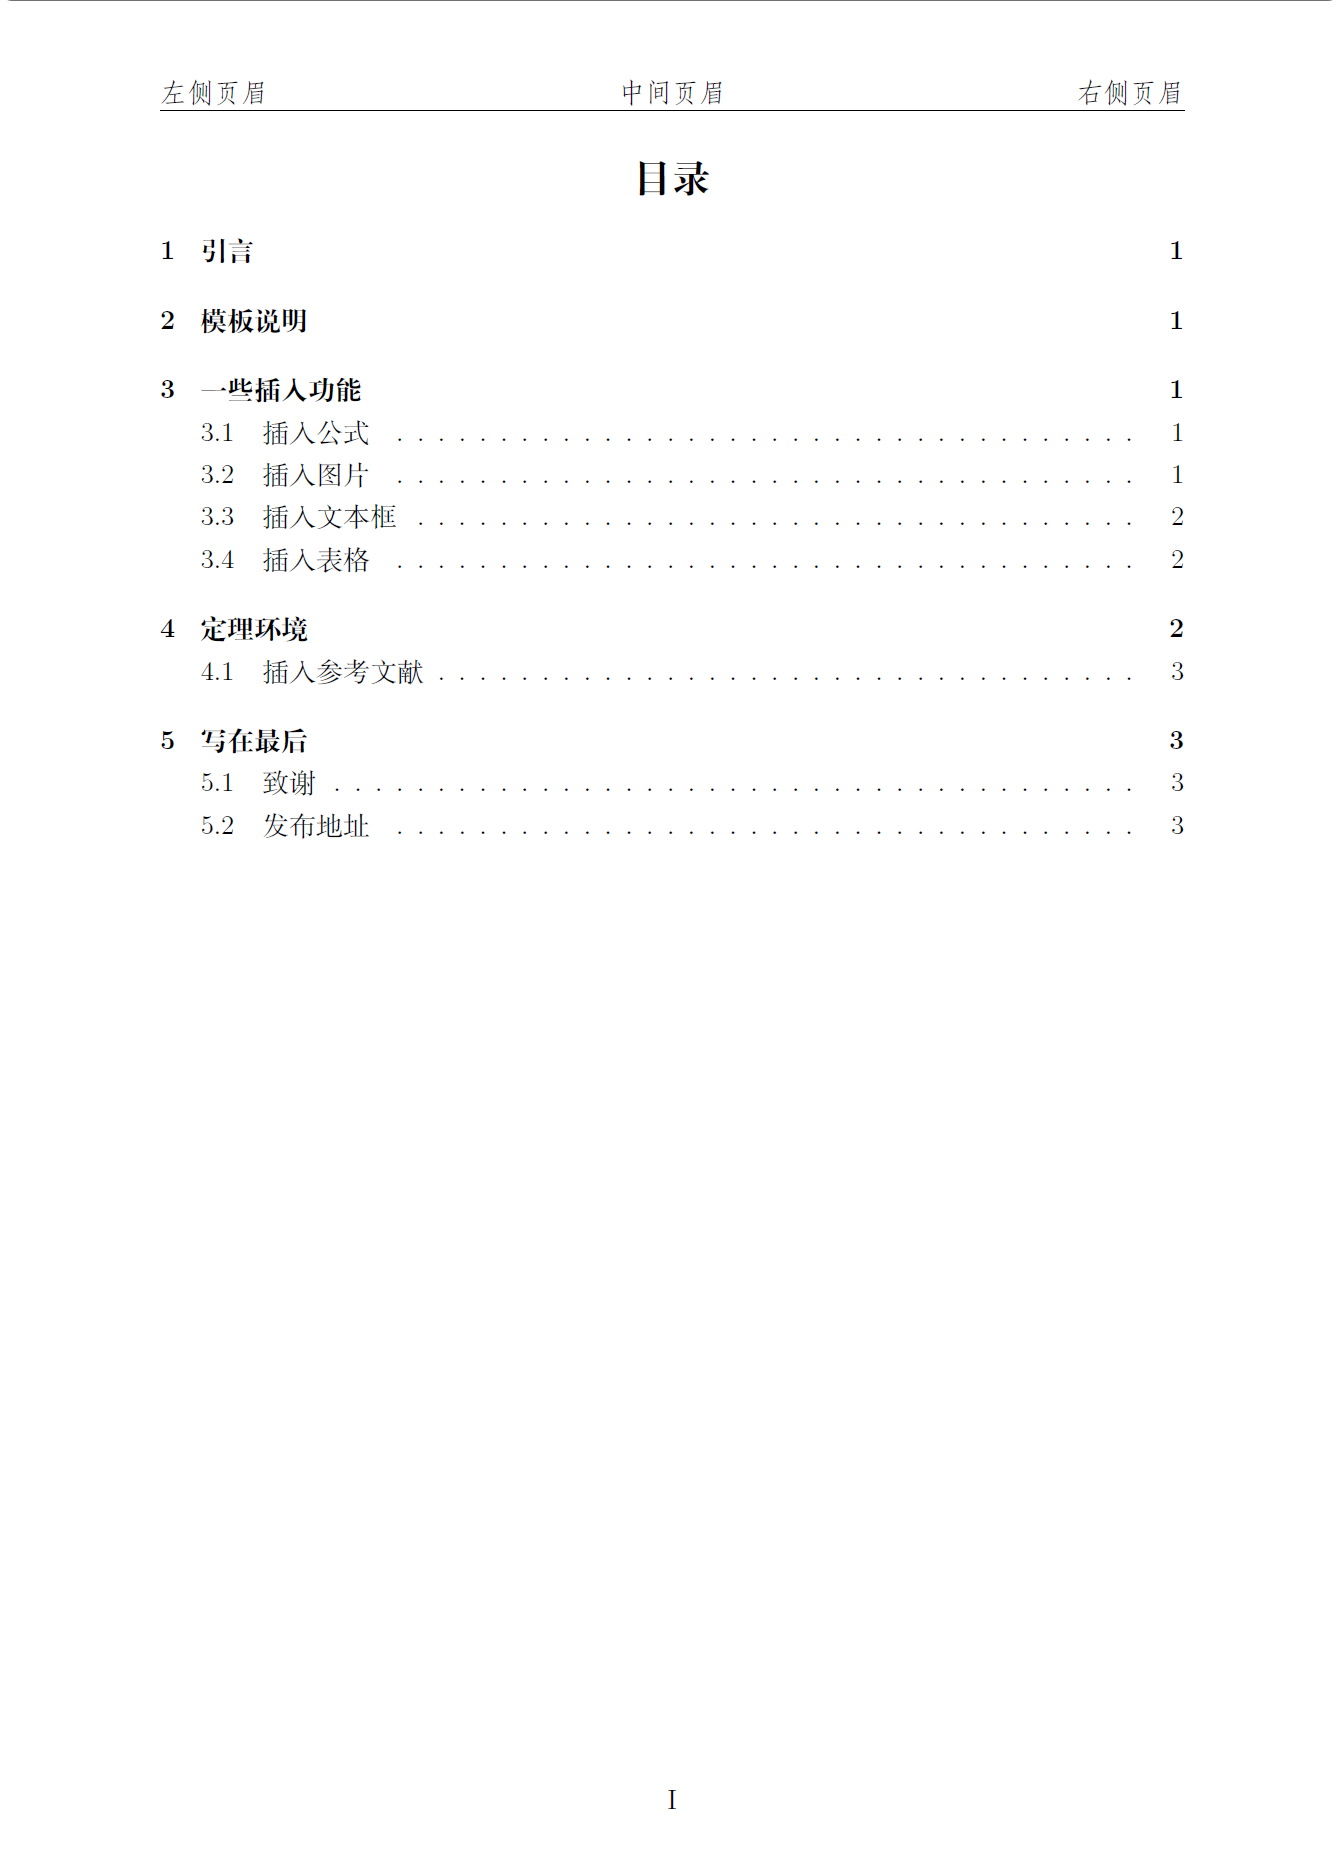 左侧页眉 中间页眉 右侧页眉
目录
1 引言 1
2 模板说明 1
3 一些插入功能 1
3.1 插入公式 . . . . . . . . . . . . . . . . . . . . . . . . . . . . . . . . . . . . 1
3.2 插入图片 . . . . . . . . . . . . . . . . . . . . . . . . . . . . . . . . . . . . 1
3.3 插入文本框 . . . . . . . . . . . . . . . . . . . . . . . . . . . . . . . . . . . 2
3.4 插入表格 . . . . . . . . . . . . . . . . . . . . . . . . . . . . . . . . . . . . 2
4 定理环境 2
4.1 插入参考文献 . . . . . . . . . . . . . . . . . . . . . . . . . . . . . . . . . . 3
5 写在最后 3
5.1 致谢 . . . . . . . . . . . . . . . . . . . . . . . . . . . . . . . . . . . . . . . 3
5.2 发布地址 . . . . . . . . . . . . . . . . . . . . . . . . . . . . . . . . . . . . 3
I